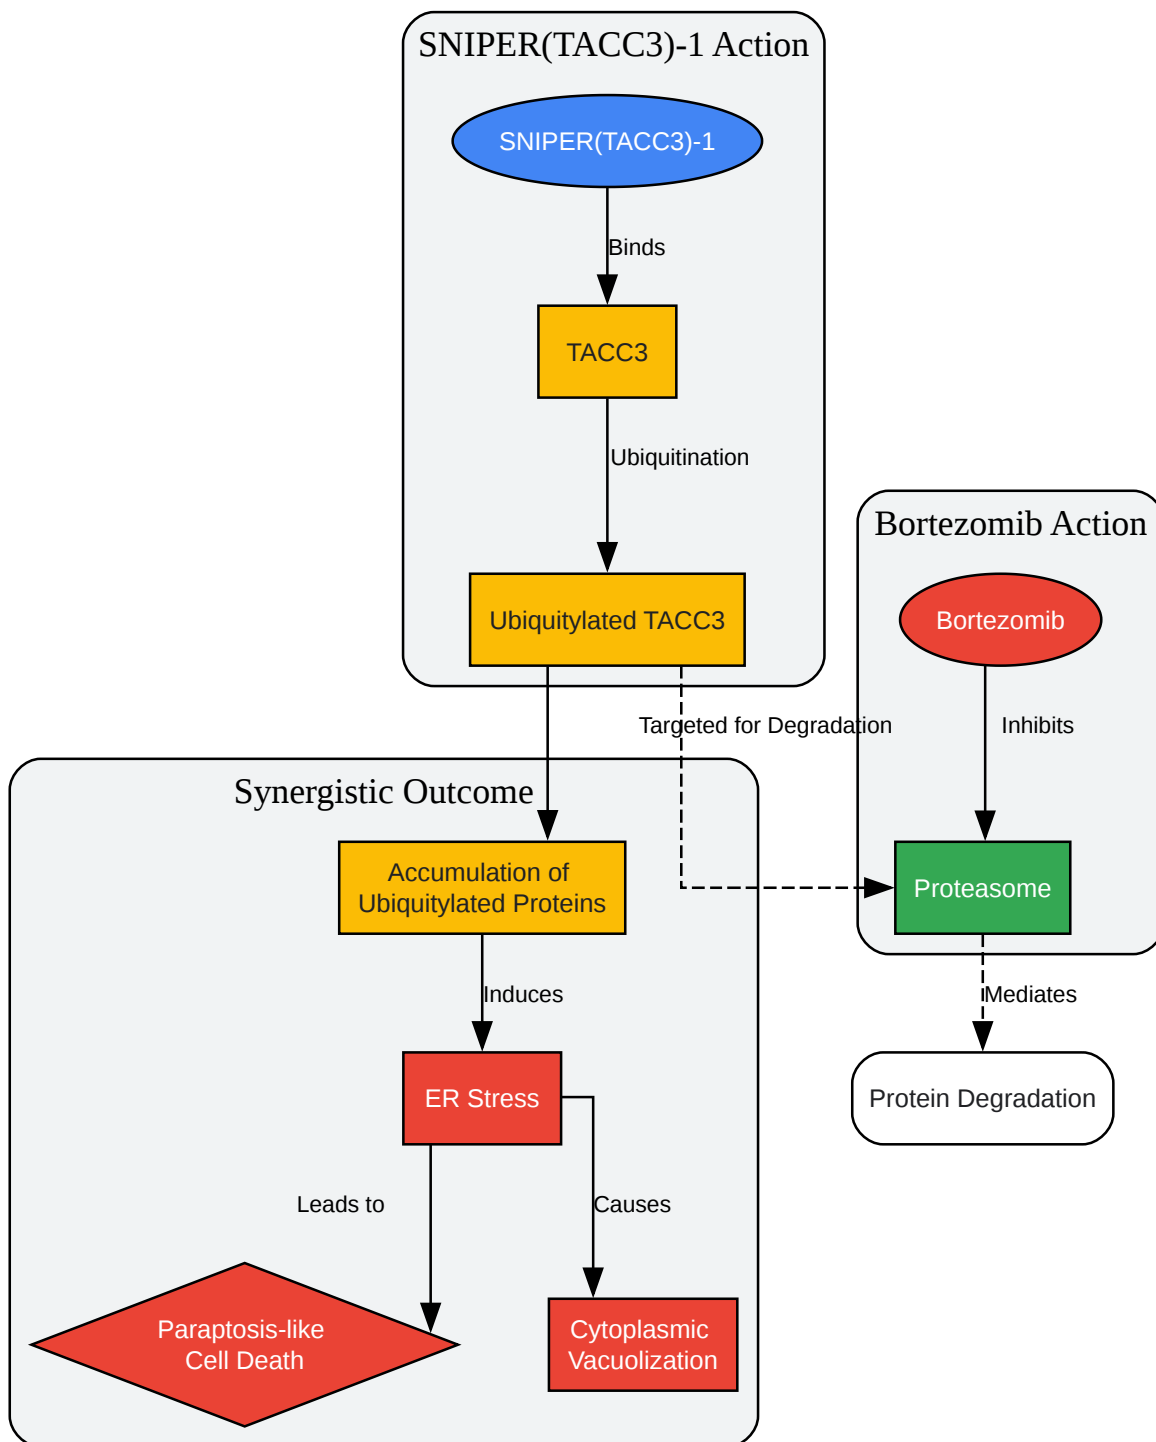 SNIPER(TACC3)-1 Action
SNIPER(TACC3)-1
Binds
TACC3
Ubiquitination
Ubiquitylated TACC3
Bortezomib Action
Bortezomib
Targeted for Degradation
Inhibits
Synergistic Outcome
Accumulation of
Ubiquitylated Proteins
Proteasome
Induces
Mediates
ER Stress
Protein Degradation
Leads to
Causes
Paraptosis-like
Cell Death
Cytoplasmic
Vacuolization